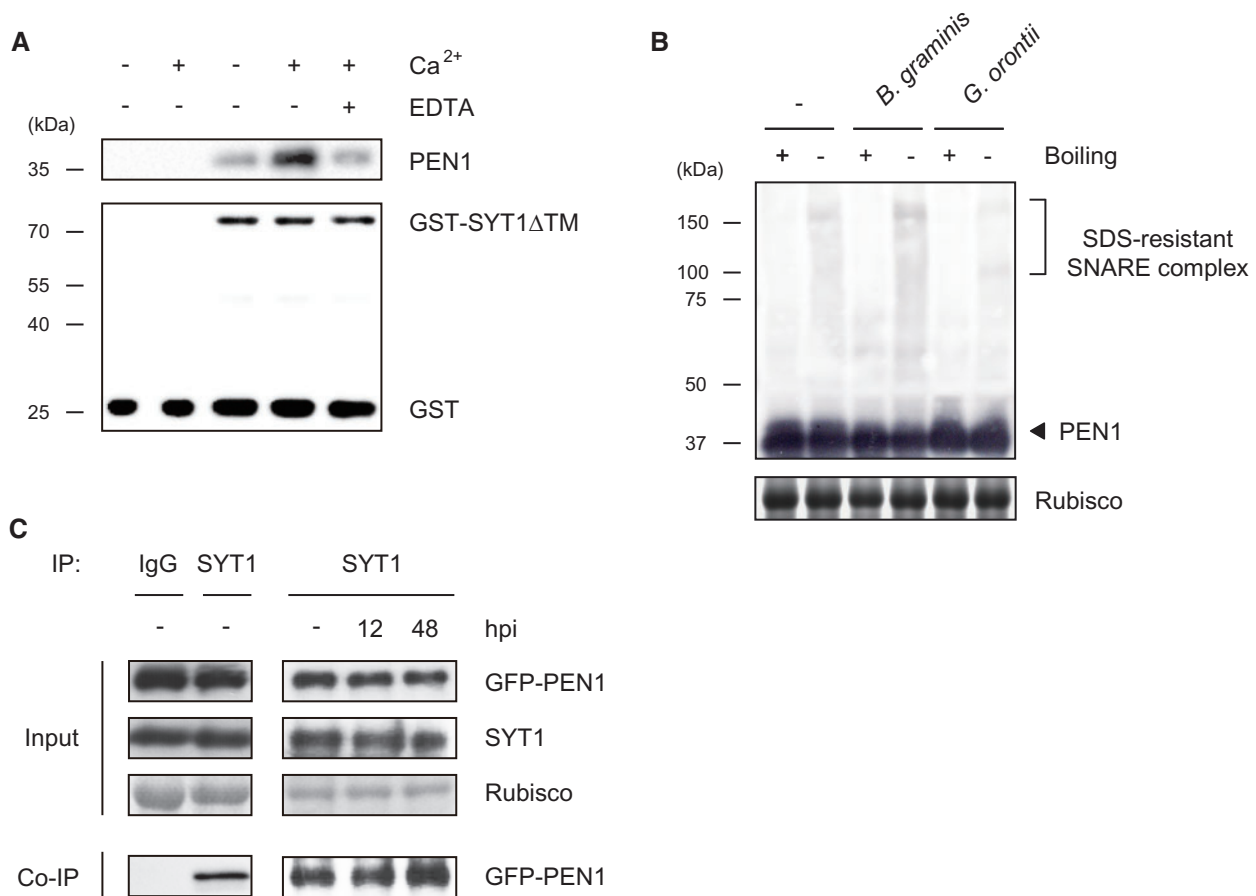 A
- + - + + Ca2+
- - - - + EDTA
(kDa)
35 — PEN1
70 — GST-SYT1ΔTM
55 —
40 —
25 — GST
B
- B. graminis G. orontii
+ - + - + - Boiling
(kDa)
150 —
100 —
75 —
50 —
37 —
SDS-resistant
SNARE complex
◄ PEN1
Rubisco
C
IP: IgG SYT1 SYT1
- - - 12 48 hpi
Input
GFP-PEN1
SYT1
Rubisco
Co-IP GFP-PEN1